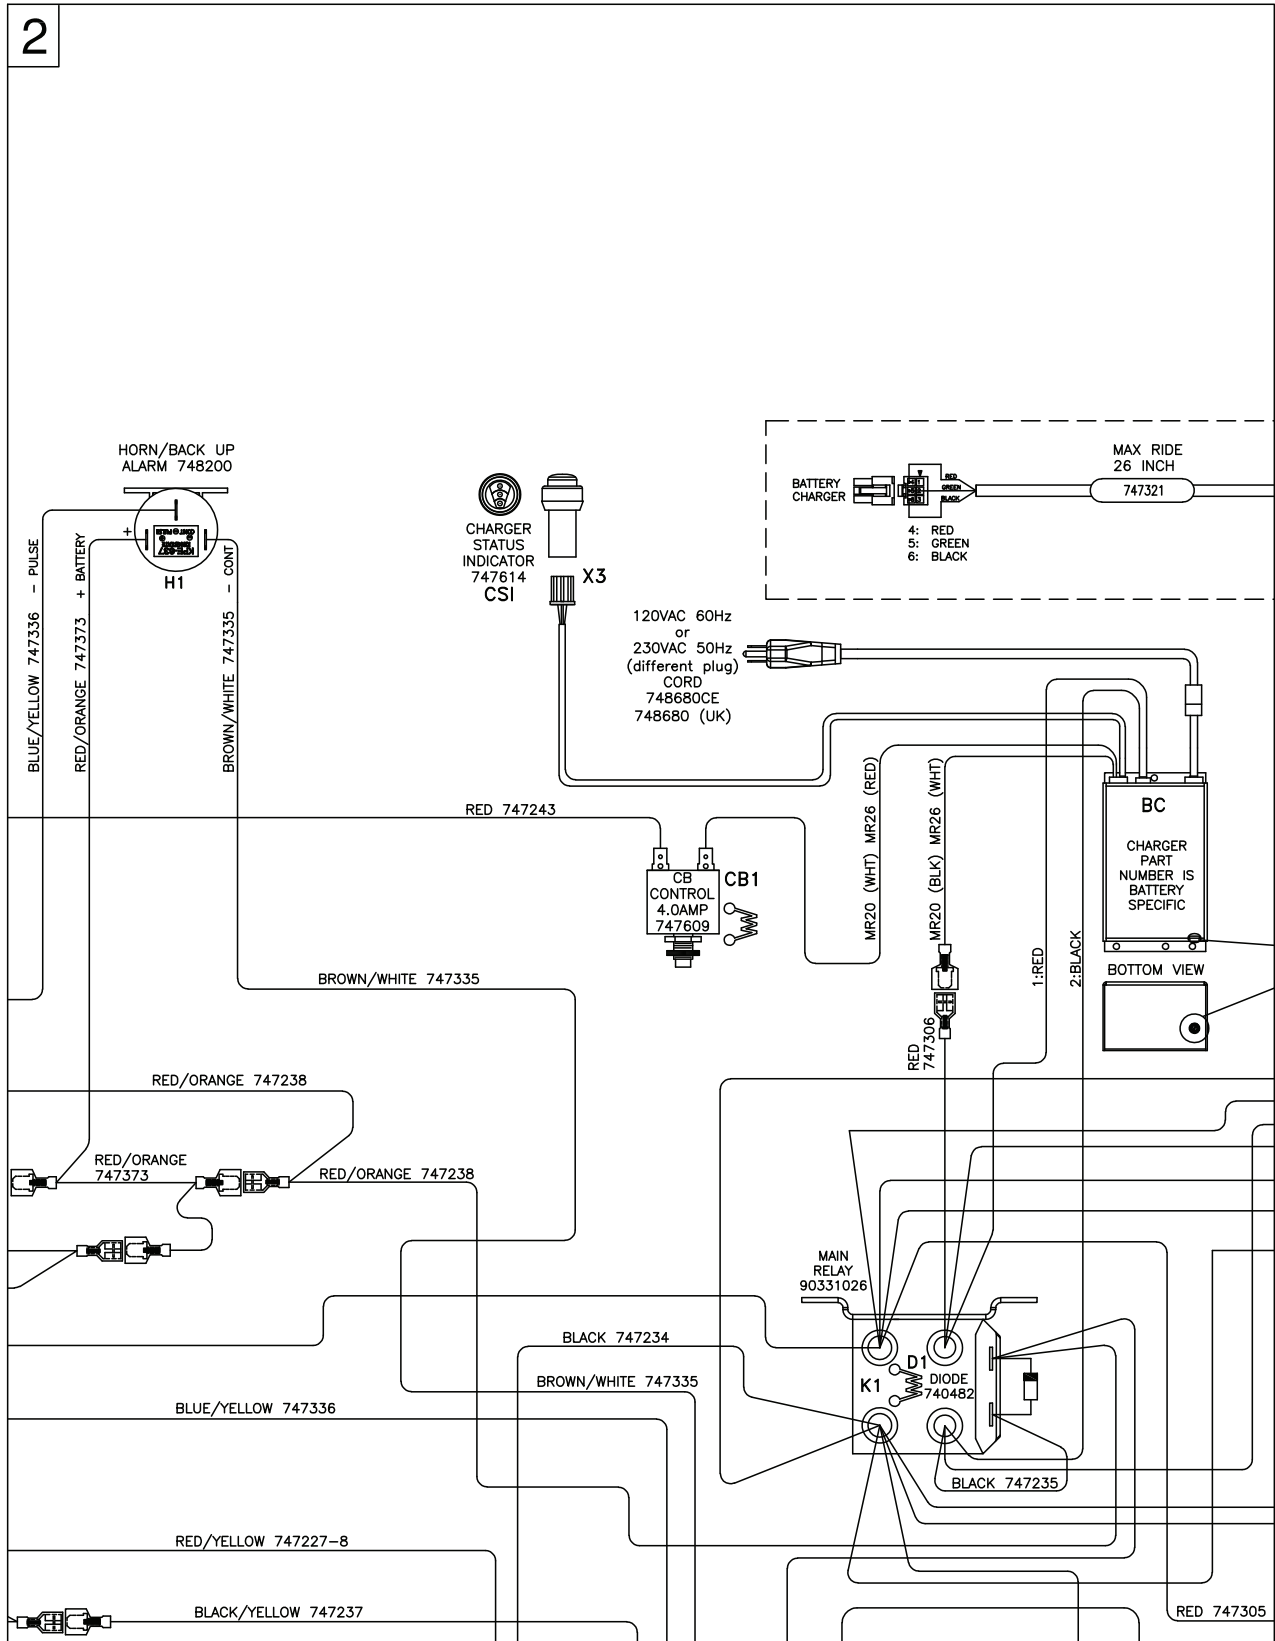 2
HORN/BACK UP
ALARM 748200
+
H1
BLUE/YELLOW 747336 - PULSE
RED/ORANGE 747373 + BATTERY
BROWN/WHITE 747335 - CONT
CHARGER
STATUS
INDICATOR
747614
CSI
X3
MAX RIDE
26 INCH
747321
BATTERY
CHARGER
RED
GREEN
BLACK
4: RED
5: GREEN
6: BLACK
120VAC 60Hz
or
230VAC 50Hz
(different plug)
CORD
748680CE
748680 (UK)
RED 747243
CB
CONTROL
4.0AMP
747609
CB1
MR20 (WHT) MR26 (RED)
MR20 (BLK) MR26 (WHT)
BC
CHARGER
PART
NUMBER IS
BATTERY
SPECIFIC
1:RED
2:BLACK
BOTTOM VIEW
BROWN/WHITE 747335
RED
747306
RED/ORANGE 747238
RED/ORANGE
747373
RED/ORANGE 747238
MAIN
RELAY
90331026
BLACK 747234
D1
K1
DIODE
740482
BROWN/WHITE 747335
BLUE/YELLOW 747336
BLACK 747235
RED/YELLOW 747227-8
BLACK/YELLOW 747237
RED 747305